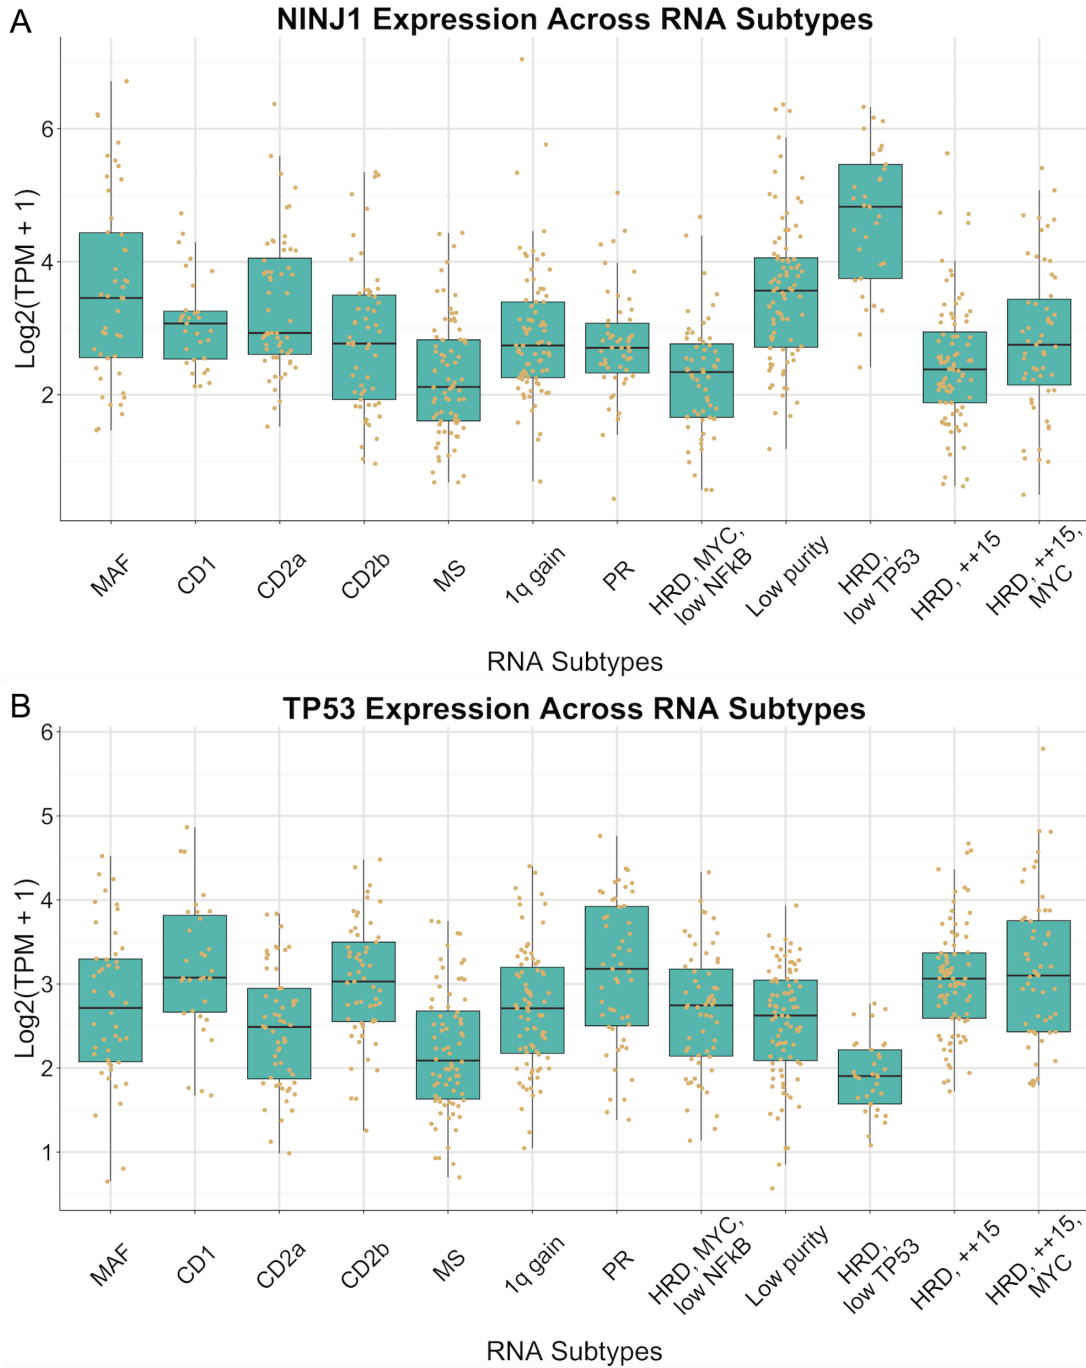 A
NINJ1 Expression Across RNA Subtypes
Log2(TPM + 1)
6
4
2
MAF
CD1
CD2a
CD2b
MS
1q gain
PR
HRD, MYC,
low NFkB
Low purity
HRD,
low TP53
HRD, ++15
HRD, ++15,
MYC
RNA Subtypes
B
TP53 Expression Across RNA Subtypes
Log2(TPM + 1)
6
5
4
3
2
1
MAF
CD1
CD2a
CD2b
MS
1q gain
PR
HRD, MYC,
low NFkB
Low purity
HRD,
low TP53
HRD, ++15
HRD, ++15,
MYC
RNA Subtypes